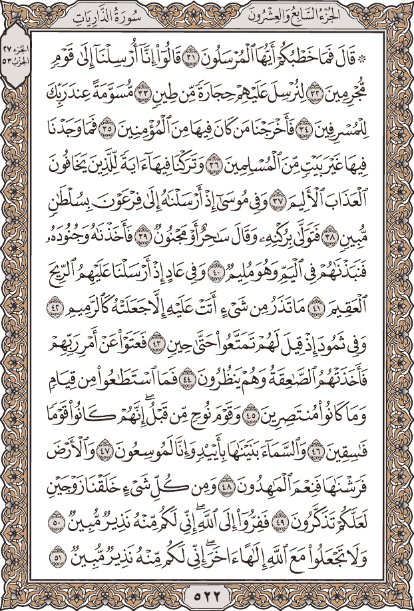 الجزء السابع والعشرون
سورة الذاريات
الجزء ٢٧
الحزب ٥٣
۞ قَالَ فَمَا خَطْبُكُمْ أَيُّهَا ٱلْمُرْسَلُونَ ٣١ قَالُوٓا۟ إِنَّآ أُرْسِلْنَآ إِلَىٰ قَوْمٍ
مُّجْرِمِينَ ٣٢ لِنُرْسِلَ عَلَيْهِمْ حِجَارَةً مِّن طِينٍ ٣٣ مُّسَوَّمَةً عِندَ رَبِّكَ
لِلْمُسْرِفِينَ ٣٤ فَأَخْرَجْنَا مَن كَانَ فِيهَا مِنَ ٱلْمُؤْمِنِينَ ٣٥ فَمَا وَجَدْنَا
فِيهَا غَيْرَ بَيْتٍ مِّنَ ٱلْمُسْلِمِينَ ٣٦ وَتَرَكْنَا فِيهَآ ءَايَةً لِّلَّذِينَ يَخَافُونَ
ٱلْعَذَابَ ٱلْأَلِيمَ ٣٧ وَفِى مُوسَىٰٓ إِذْ أَرْسَلْنَٰهُ إِلَىٰ فِرْعَوْنَ بِسُلْطَٰنٍ
مُّبِينٍ ٣٨ فَتَوَلَّىٰ بِرُكْنِهِۦ وَقَالَ سَٰحِرٌ أَوْ مَجْنُونٌ ٣٩ فَأَخَذْنَٰهُ وَجُنُودَهُۥ
فَنَبَذْنَٰهُمْ فِى ٱلْيَمِّ وَهُوَ مُلِيمٌ ٤٠ وَفِى عَادٍ إِذْ أَرْسَلْنَا عَلَيْهِمُ ٱلرِّيحَ
ٱلْعَقِيمَ ٤١ مَا تَذَرُ مِن شَىْءٍ أَتَتْ عَلَيْهِ إِلَّا جَعَلَتْهُ كَٱلرَّمِيمِ ٤٢
وَفِى ثَمُودَ إِذْ قِيلَ لَهُمْ تَمَتَّعُوا۟ حَتَّىٰ حِينٍ ٤٣ فَعَتَوْا۟ عَنْ أَمْرِ رَبِّهِمْ
فَأَخَذَتْهُمُ ٱلصَّٰعِقَةُ وَهُمْ يَنظُرُونَ ٤٤ فَمَا ٱسْتَطَٰعُوا۟ مِن قِيَامٍ
وَمَا كَانُوا۟ مُنتَصِرِينَ ٤٥ وَقَوْمَ نُوحٍ مِّن قَبْلُ ۖ إِنَّهُمْ كَانُوا۟ قَوْمًا
فَٰسِقِينَ ٤٦ وَٱلسَّمَآءَ بَنَيْنَٰهَا بِأَيْي۟دٍ وَإِنَّا لَمُوسِعُونَ ٤٧ وَٱلْأَرْضَ
فَرَشْنَٰهَا فَنِعْمَ ٱلْمَٰهِدُونَ ٤٨ وَمِن كُلِّ شَىْءٍ خَلَقْنَا زَوْجَيْنِ
لَعَلَّكُمْ تَذَكَّرُونَ ٤٩ فَفِرُّوٓا۟ إِلَى ٱللَّهِ ۖ إِنِّى لَكُم مِّنْهُ نَذِيرٌ مُّبِينٌ ٥٠
وَلَا تَجْعَلُوا۟ مَعَ ٱللَّهِ إِلَٰهًا ءَاخَرَ ۖ إِنِّى لَكُم مِّنْهُ نَذِيرٌ مُّبِينٌ ٥١
٥٢٢